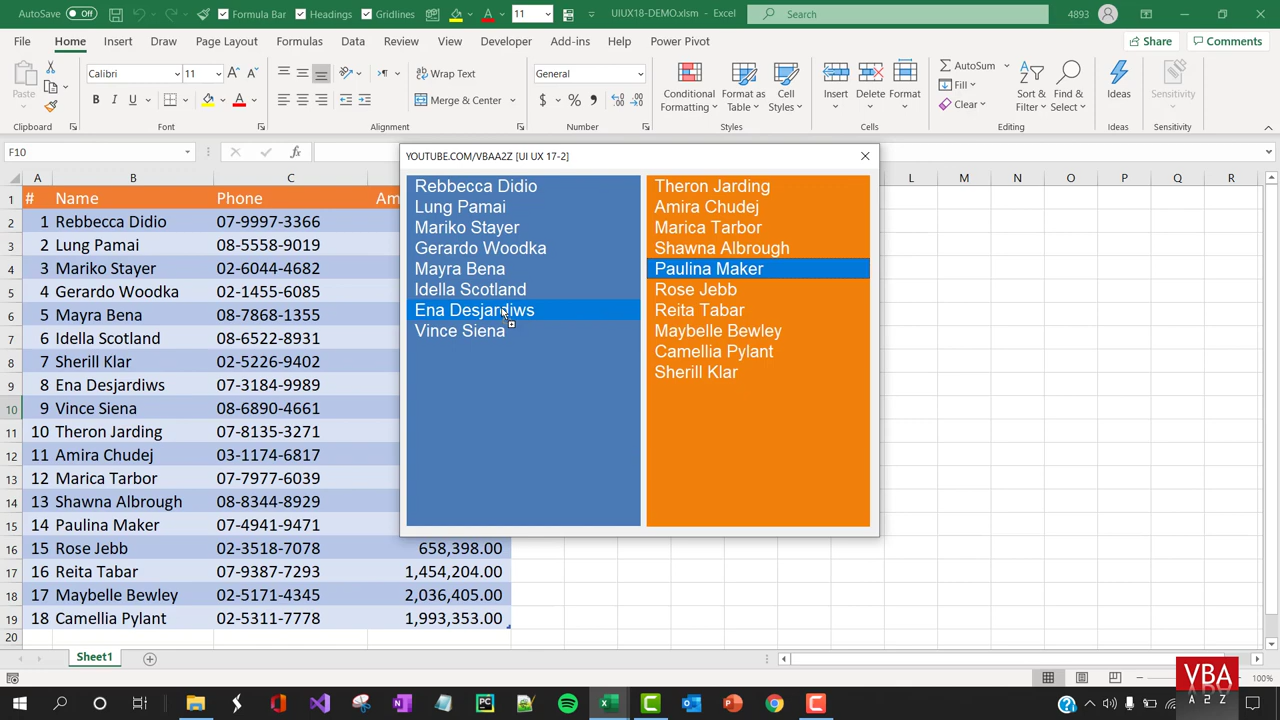 AutoSave Off Formula Bar Headings Gridlines 11 UIUX18-DEMO.xlsm - Excel Search 4893
File Home Insert Draw Page Layout Formulas Data Review View Developer Add-ins Help Power Pivot Share Comments
Paste Calibri 11 Wrap Text General Conditional Formatting Format as Table Cell Styles Insert Delete Format AutoSum Sort & Filter Find & Select Ideas Sensitivity
B I U A Merge & Center $ % Fill Clear
Clipboard Font Alignment Number Styles Cells Editing Ideas Sensitivity
F10 fx
YOUTUBE.COM/VBAA2Z [UI UX 17-2]
A B C L M N O P Q R
Rebbecca Didio
Lung Pamai
Mariko Stayer
Gerardo Woodka
Mayra Bena
Idella Scotland
Ena Desjardiws
Vince Siena
Theron Jarding
Amira Chudej
Marica Tarbor
Shawna Albrough
Paulina Maker
Rose Jebb
Reita Tabar
Maybelle Bewley
Camellia Pylant
Sherill Klar
1 # Name Phone Am
2 1 Rebbecca Didio 07-9997-3366
3 2 Lung Pamai 08-5558-9019
4 3 Mariko Stayer 02-6044-4682
5 4 Gerardo Woodka 02-1455-6085
6 5 Mayra Bena 08-7868-1355
7 6 Idella Scotland 08-6522-8931
8 7 Sherill Klar 02-5226-9402
9 8 Ena Desjardiws 07-3184-9989
10 9 Vince Siena 08-6890-4661
11 10 Theron Jarding 07-8135-3271
12 11 Amira Chudej 03-1174-6817
13 12 Marica Tarbor 07-7977-6039
14 13 Shawna Albrough 08-8344-8929
15 14 Paulina Maker 07-4941-9471
16 15 Rose Jebb 02-3518-7078 658,398.00
17 16 Reita Tabar 07-9387-7293 1,454,204.00
18 17 Maybelle Bewley 02-5171-4345 2,036,405.00
19 18 Camellia Pylant 02-5311-7778 1,993,353.00
20
Sheet1
100%
VBA
A2Z